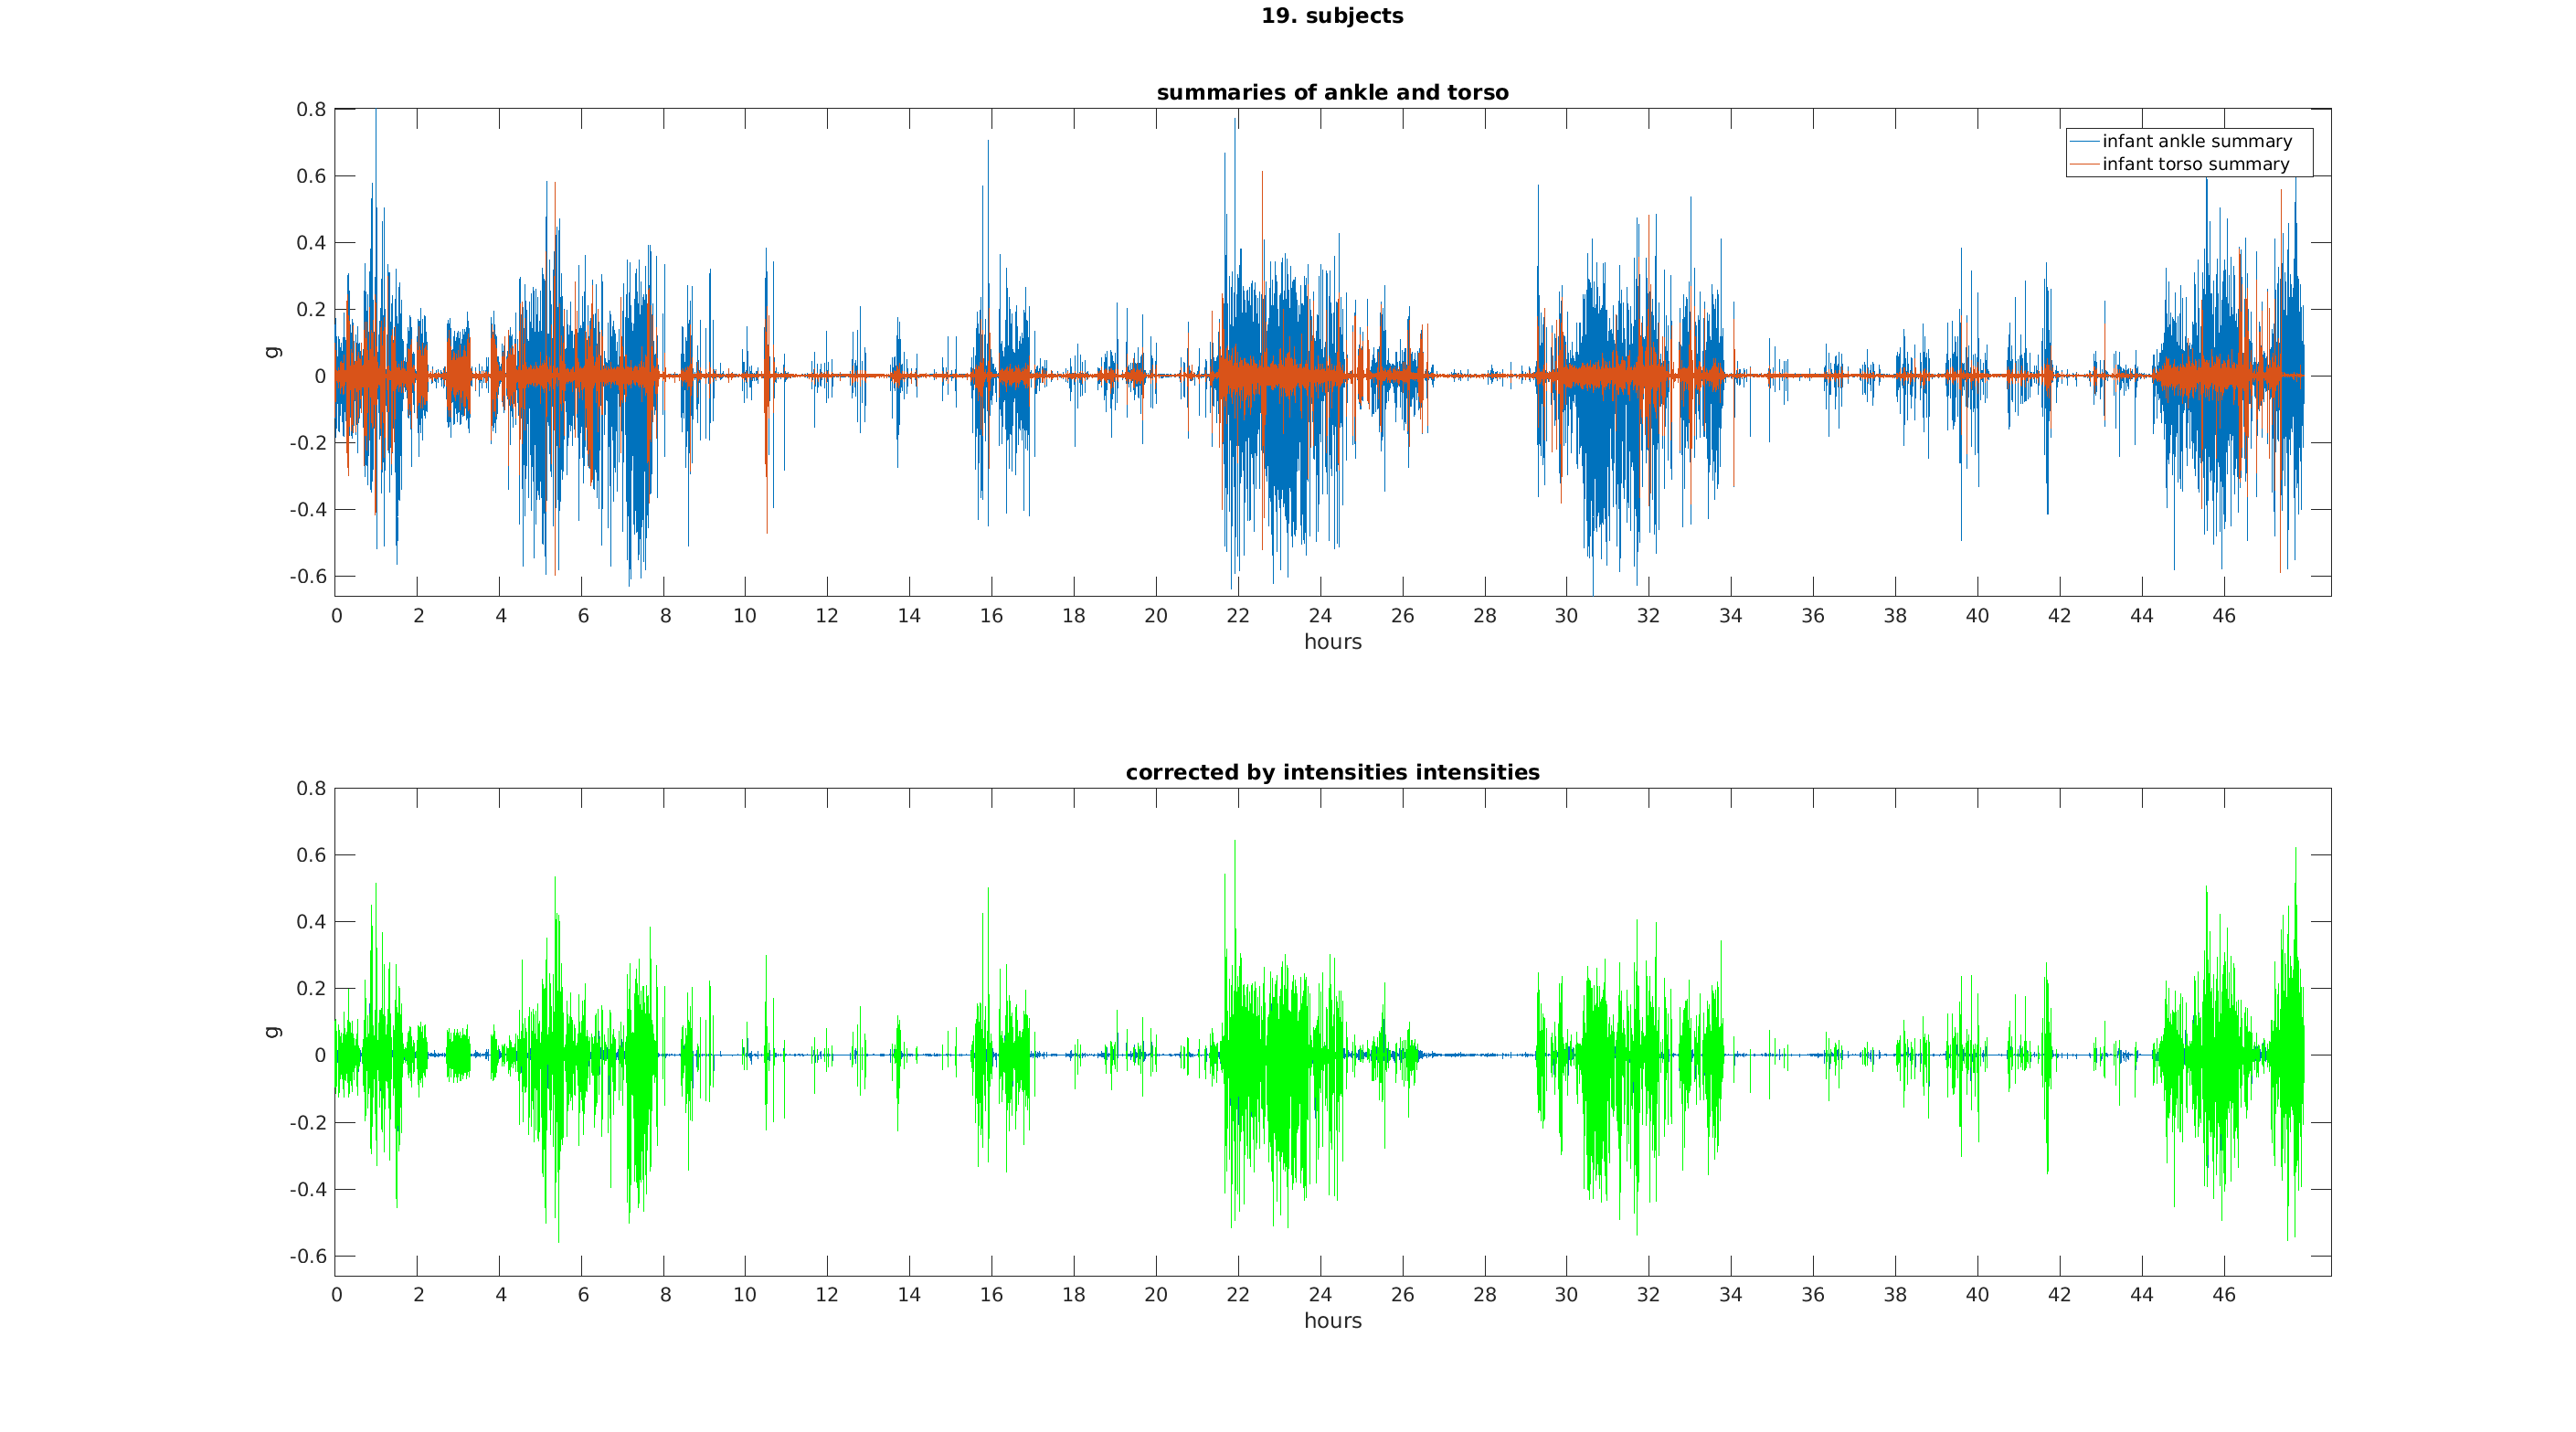 19. subjects
summaries of ankle and torso
0.8
0.6
0.4
0.2
0
-0.2
-0.4
-0.6
g
infant ankle summary
infant torso summary
0 2 4 6 8 10 12 14 16 18 20 22 24 26 28 30 32 34 36 38 40 42 44 46
hours
corrected by intensities intensities
0.8
0.6
0.4
0.2
0
-0.2
-0.4
-0.6
g
0 2 4 6 8 10 12 14 16 18 20 22 24 26 28 30 32 34 36 38 40 42 44 46
hours